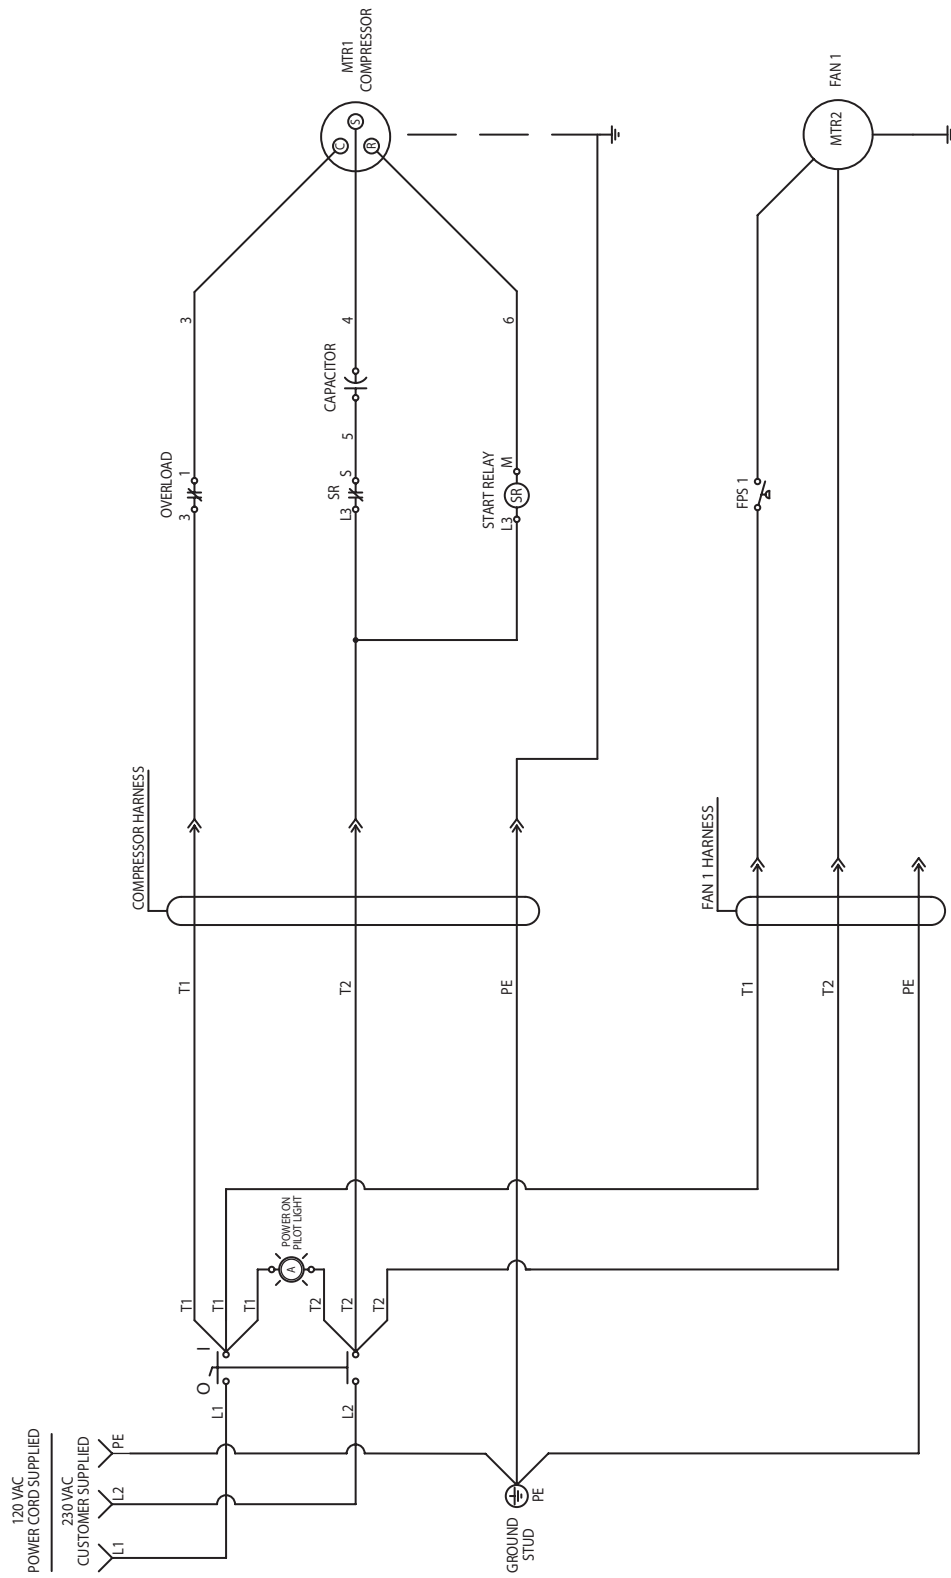 120 VAC
POWER CORD SUPPLIED
230 VAC
CUSTOMER SUPPLIED
L1
L2
PE
L1
L2
O
I
T1
T1
T1
T2
T2
T2
A
POWER ON
PILOT LIGHT
GROUND
STUD
PE
T1
T2
PE
COMPRESSOR HARNESS
OVERLOAD
3
1
3
SR
L3
S
5
CAPACITOR
4
START RELAY
L3
SR
M
6
C
S
R
MTR1
COMPRESSOR
T1
T2
PE
FAN 1 HARNESS
FPS 1
MTR2
FAN 1